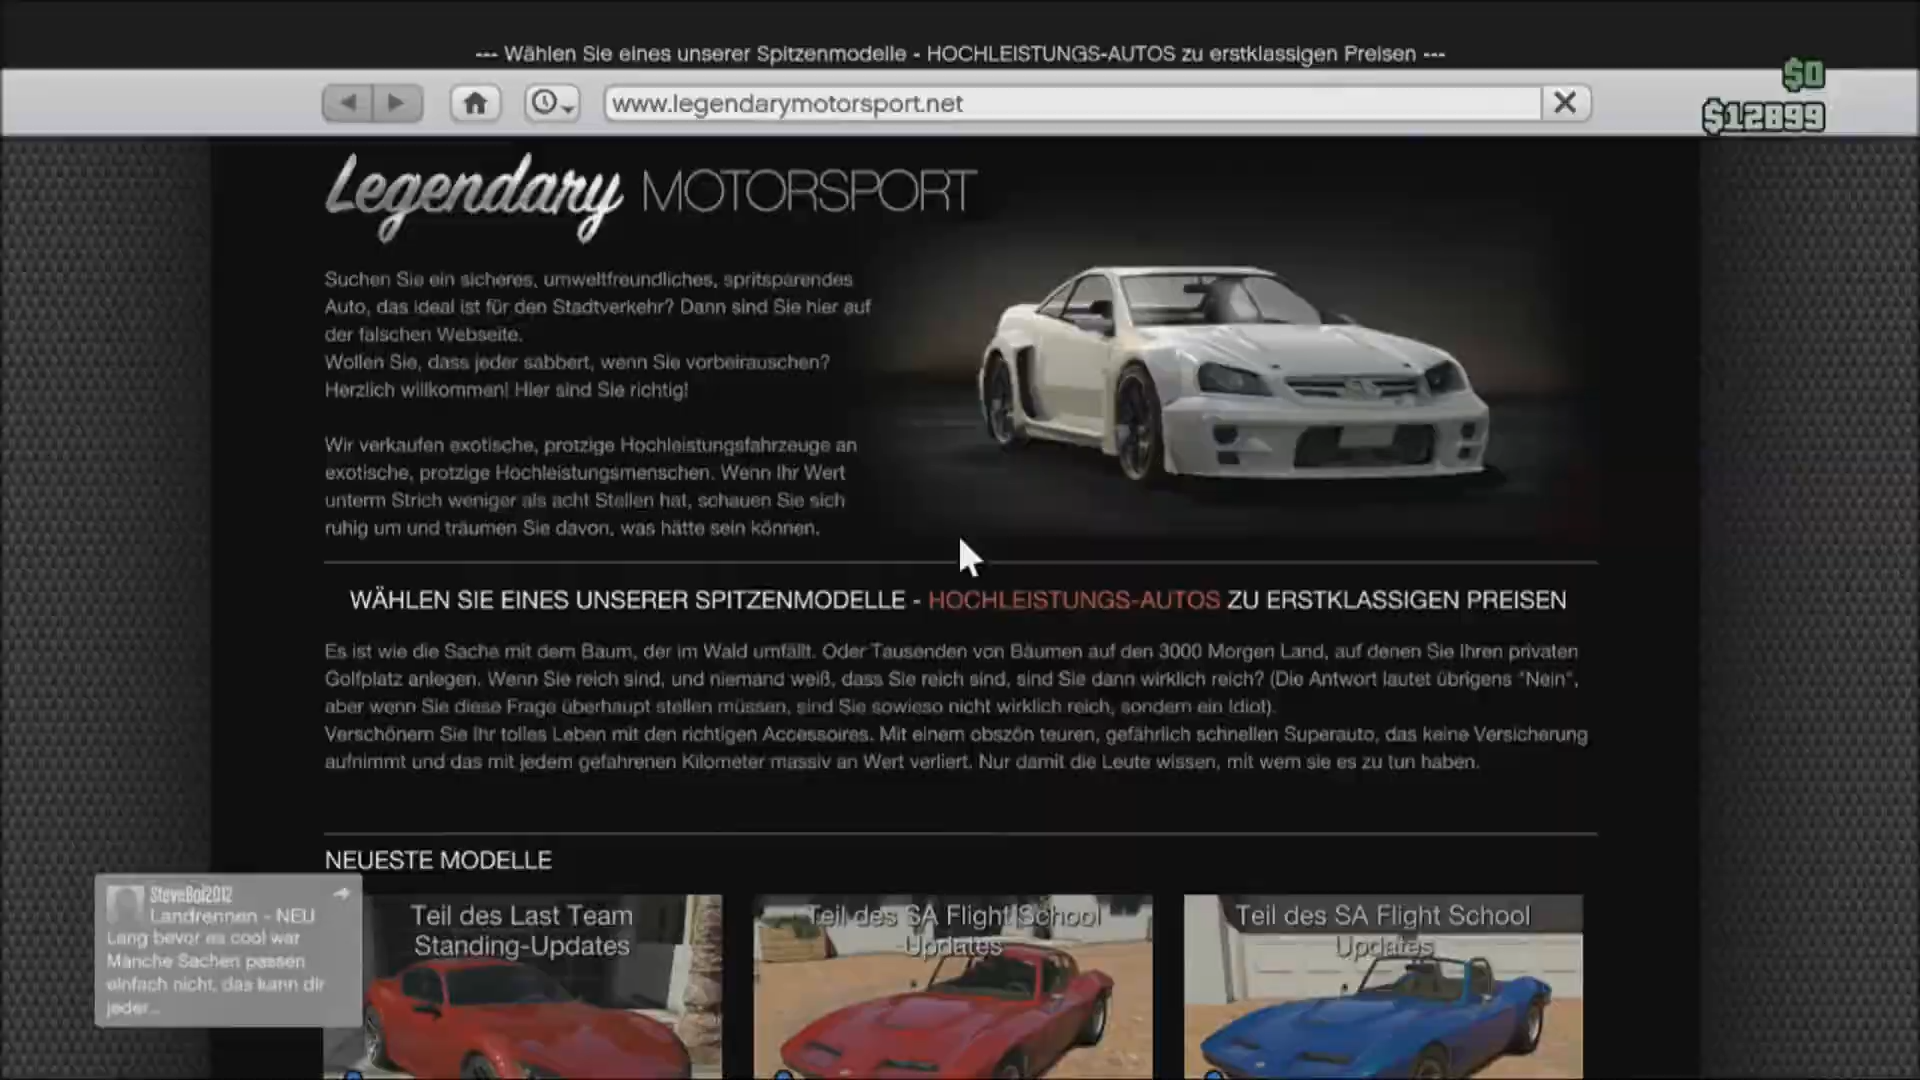 --- Wählen Sie eines unserer Spitzenmodelle - HOCHLEISTUNGS-AUTOS zu erstklassigen Preisen ---
$0
www.legendarymotorsport.net
$12899
Legendary MOTORSPORT
Suchen Sie ein sicheres, umweltfreundliches, spritsparendes
Auto, das ideal ist für den Stadtverkehr? Dann sind Sie hier auf
der falschen Webseite.
Wollen Sie, dass jeder sabbert, wenn Sie vorbeirauschen?
Herzlich willkommen! Hier sind Sie richtig!
Wir verkaufen exotische, protzige Hochleistungsfahrzeuge an
exotische, protzige Hochleistungsmenschen. Wenn Ihr Wert
unterm Strich weniger als acht Stellen hat, schauen Sie sich
ruhig um und träumen Sie davon, was hätte sein können.
WÄHLEN SIE EINES UNSERER SPITZENMODELLE - HOCHLEISTUNGS-AUTOS ZU ERSTKLASSIGEN PREISEN
Es ist wie die Sache mit dem Baum, der im Wald umfällt. Oder Tausenden von Bäumen auf den 3000 Morgen Land, auf denen Sie Ihren privaten
Golfplatz anlegen. Wenn Sie reich sind, und niemand weiß, dass Sie reich sind, sind Sie dann wirklich reich? (Die Antwort lautet übrigens "Nein",
aber wenn Sie diese Frage überhaupt stellen müssen, sind Sie sowieso nicht wirklich reich, sondern ein Idiot).
Verschönern Sie Ihr tolles Leben mit den richtigen Accessoires. Mit einem obszön teuren, gefährlich schnellen Superauto, das keine Versicherung
aufnimmt und das mit jedem gefahrenen Kilometer massiv an Wert verliert. Nur damit die Leute wissen, mit wem sie es zu tun haben.
NEUESTE MODELLE
Teil des Last Team
Standing-Updates
Teil des SA Flight School
Updates
Teil des SA Flight School
Updates
SteveBoi2012
Landrennen - NEU
Lang bevor es cool war
Manche Sachen passen
einfach nicht, das kann dir
jeder...